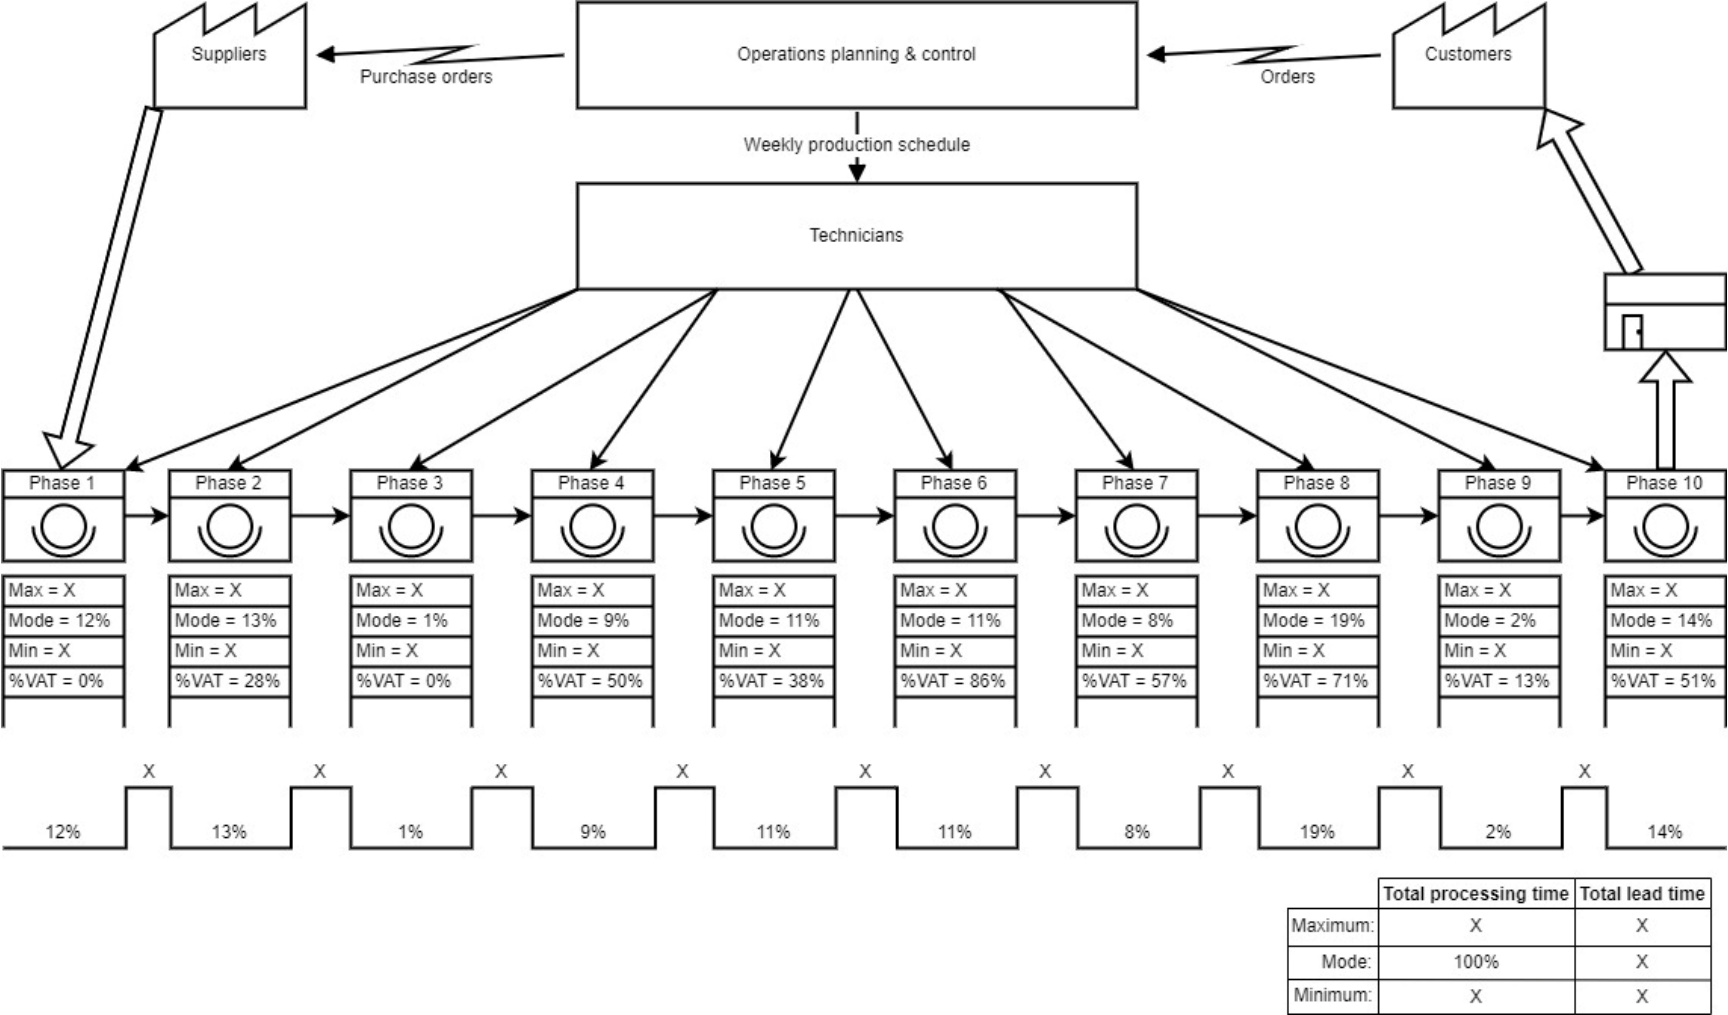 Suppliers
Operations planning & control
Customers
Purchase orders
Orders
Weekly production schedule
Technicians
Phase 1 Phase 2 Phase 3 Phase 4 Phase 5 Phase 6 Phase 7 Phase 8 Phase 9 Phase 10
Max = X Max = X Max = X Max = X Max = X Max = X Max = X Max = X Max = X Max = X
Mode = 12% Mode = 13% Mode = 1% Mode = 9% Mode = 11% Mode = 11% Mode = 8% Mode = 19% Mode = 2% Mode = 14%
Min = X Min = X Min = X Min = X Min = X Min = X Min = X Min = X Min = X Min = X
%VAT = 0% %VAT = 28% %VAT = 0% %VAT = 50% %VAT = 38% %VAT = 86% %VAT = 57% %VAT = 71% %VAT = 13% %VAT = 51%
X X X X X X X X X
12% 13% 1% 9% 11% 11% 8% 19% 2% 14%
Total processing time Total lead time
Maximum: X X
Mode: 100% X
Minimum: X X